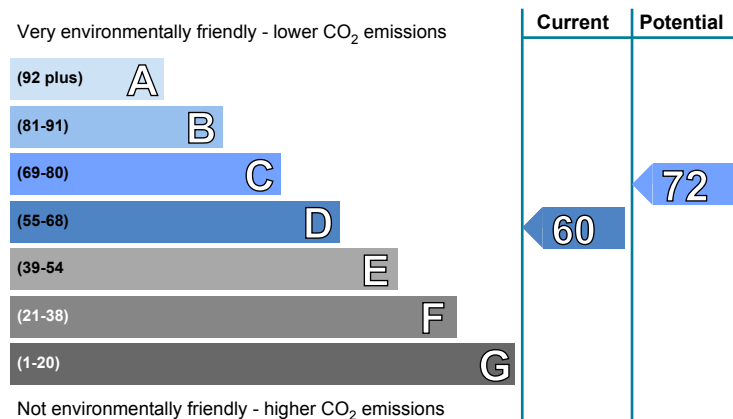 Very environmentally friendly - lower CO₂ emissions
Current
Potential
(92 plus) A
(81-91) B
(69-80) C
72
(55-68) D
60
(39-54 E
(21-38) F
(1-20) G
Not environmentally friendly - higher CO₂ emissions